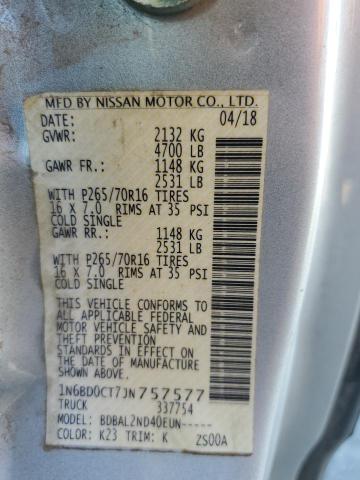 MFD BY NISSAN MOTOR CO., LTD.
DATE: 04/18
GVWR: 2132 KG
4700 LB
GAWR FR.: 1148 KG
2531 LB
WITH P265/70R16 TIRES
16 X 7.0 RIMS AT 35 PSI
COLD SINGLE
GAWR RR.: 1148 KG
2531 LB
WITH P265/70R16 TIRES
16 X 7.0 RIMS AT 35 PSI
COLD SINGLE
THIS VEHICLE CONFORMS TO
ALL APPLICABLE FEDERAL
MOTOR VEHICLE SAFETY AND
THEFT PREVENTION
STANDARDS IN EFFECT ON
THE DATE OF MANUFACTURE
SHOWN ABOVE
1N6BD0CT7JN757577
TRUCK 337754
MODEL: BDBAL2ND40EUN-----
COLOR: K23 TRIM: K ZS00A